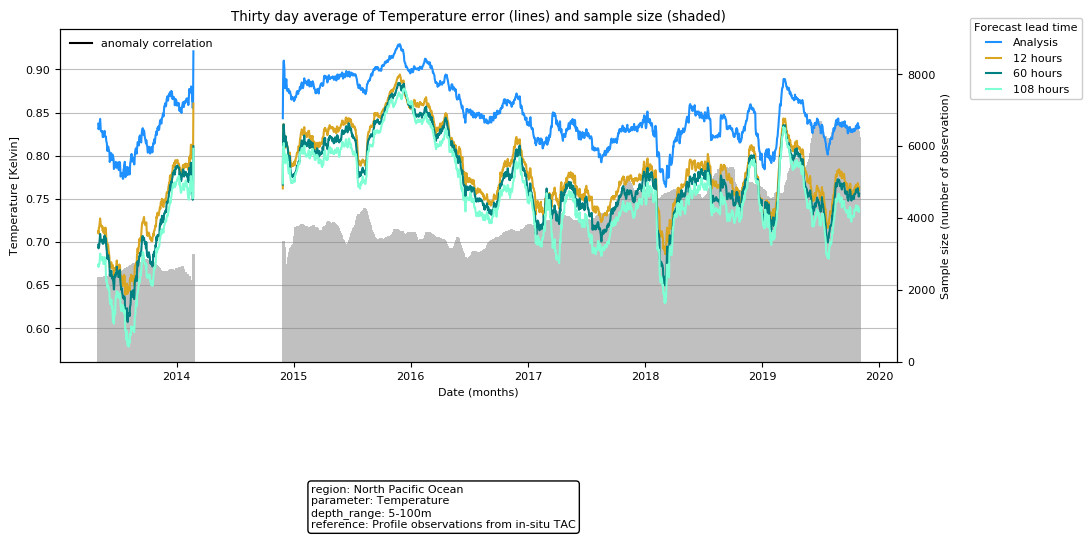 Thirty day average of Temperature error (lines) and sample size (shaded)
Forecast lead time
Analysis
12 hours
60 hours
108 hours
anomaly correlation
Temperature [Kelvin]
0.90
0.85
0.80
0.75
0.70
0.65
0.60
8000
6000
4000
2000
0
Sample size (number of observation)
2014 2015 2016 2017 2018 2019 2020
Date (months)
region: North Pacific Ocean
parameter: Temperature
depth_range: 5-100m
reference: Profile observations from in-situ TAC